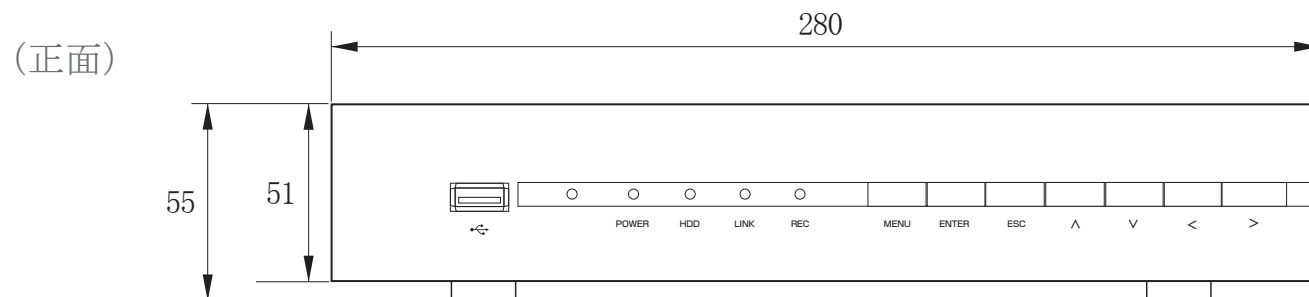 280
(正面)
55
51
POWER HDD LINK REC MENU ENTER ESC ∧ ∨ < >